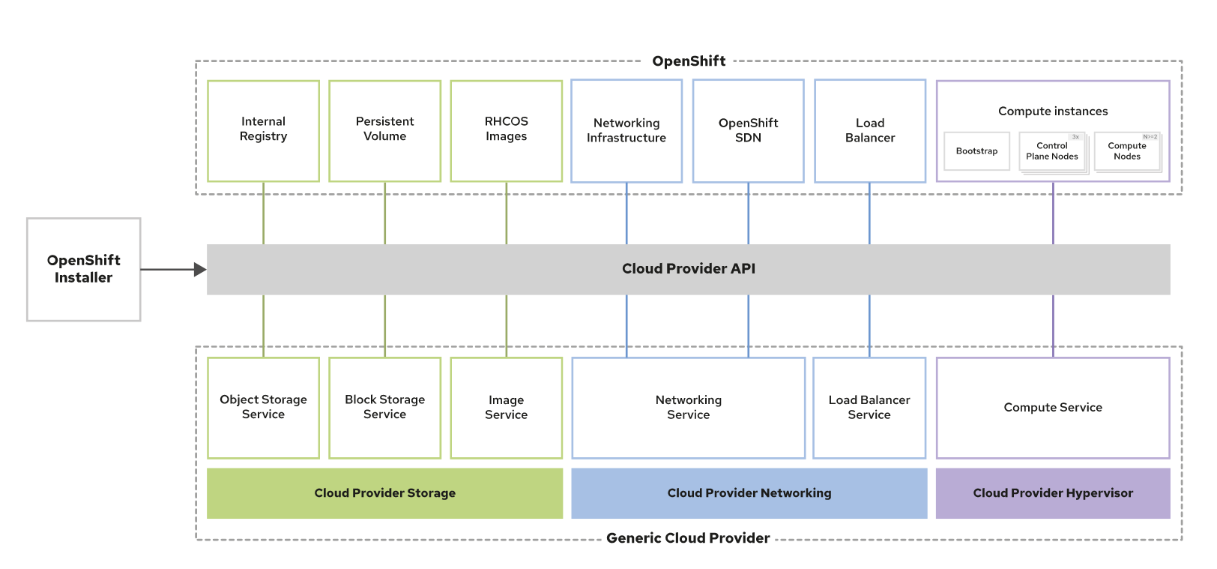 OpenShift
Internal
Registry
Persistent
Volume
RHCOS
Images
Networking
Infrastructure
OpenShift
SDN
Load
Balancer
Compute instances
Bootstrap
3x
Control
Plane Nodes
N+2
Compute
Nodes
OpenShift
Installer
Cloud Provider API
Object Storage
Service
Block Storage
Service
Image
Service
Networking
Service
Load Balancer
Service
Compute Service
Cloud Provider Storage
Cloud Provider Networking
Cloud Provider Hypervisor
Generic Cloud Provider